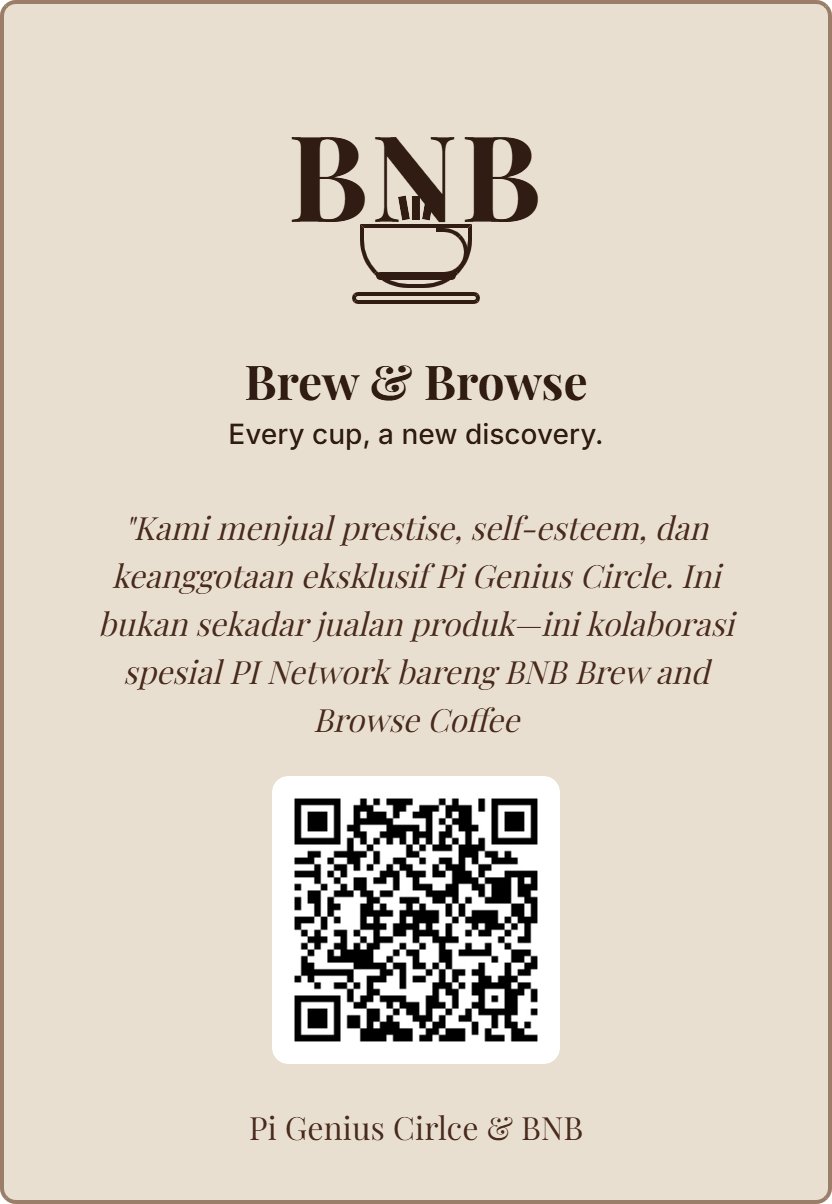 BNB
Brew & Browse
Every cup, a new discovery.
"Kami menjual prestise, self-esteem, dan
keanggotaan eksklusif Pi Genius Circle. Ini
bukan sekadar jualan produk—ini kolaborasi
spesial PI Network bareng BNB Brew and
Browse Coffee
Pi Genius Cirlce & BNB